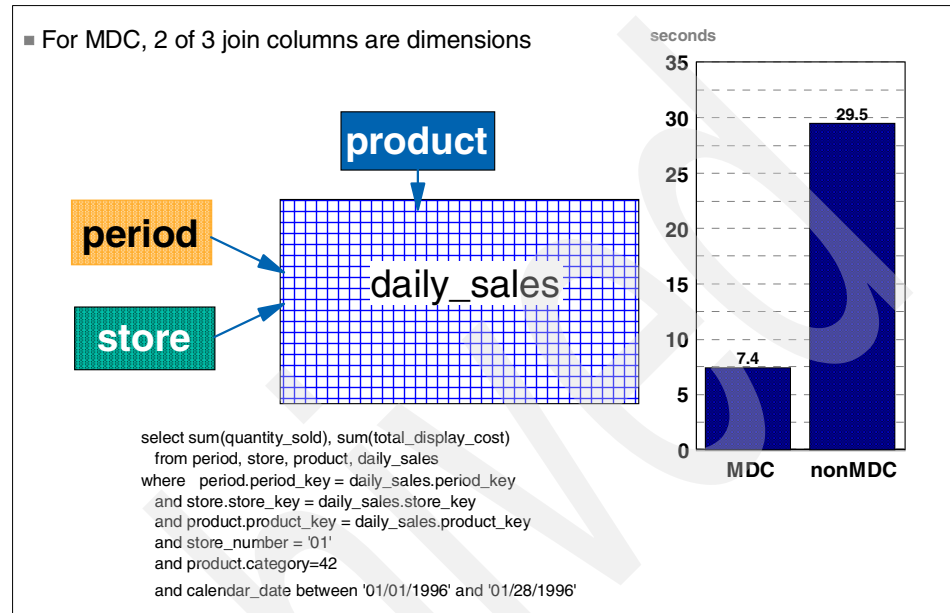 For MDC, 2 of 3 join columns are dimensions
product
period
store
daily_sales
select sum(quantity_sold), sum(total_display_cost)
from period, store, product, daily_sales
where period.period_key = daily_sales.period_key
and store.store_key = daily_sales.store_key
and product.product_key = daily_sales.product_key
and store_number = '01'
and product.category=42
and calendar_date between '01/01/1996' and '01/28/1996'
seconds
35
30
25
20
15
10
5
0
7.4
29.5
MDC nonMDC